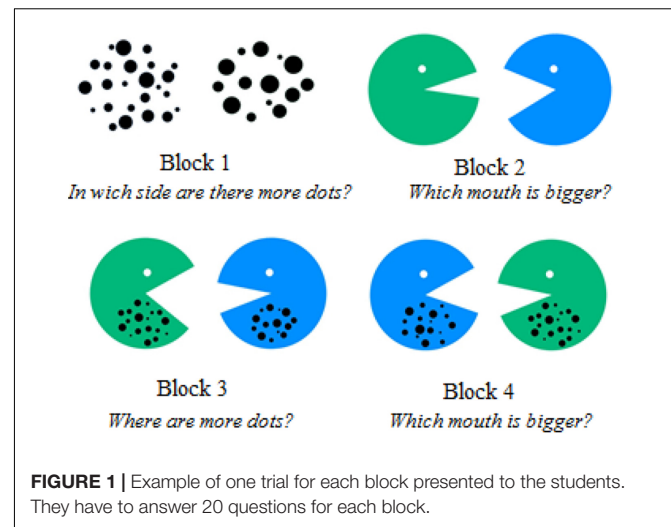 Block 1
In wich side are there more dots?
Block 2
Which mouth is bigger?
Block 3
Where are more dots?
Block 4
Which mouth is bigger?
FIGURE 1 | Example of one trial for each block presented to the students.
They have to answer 20 questions for each block.